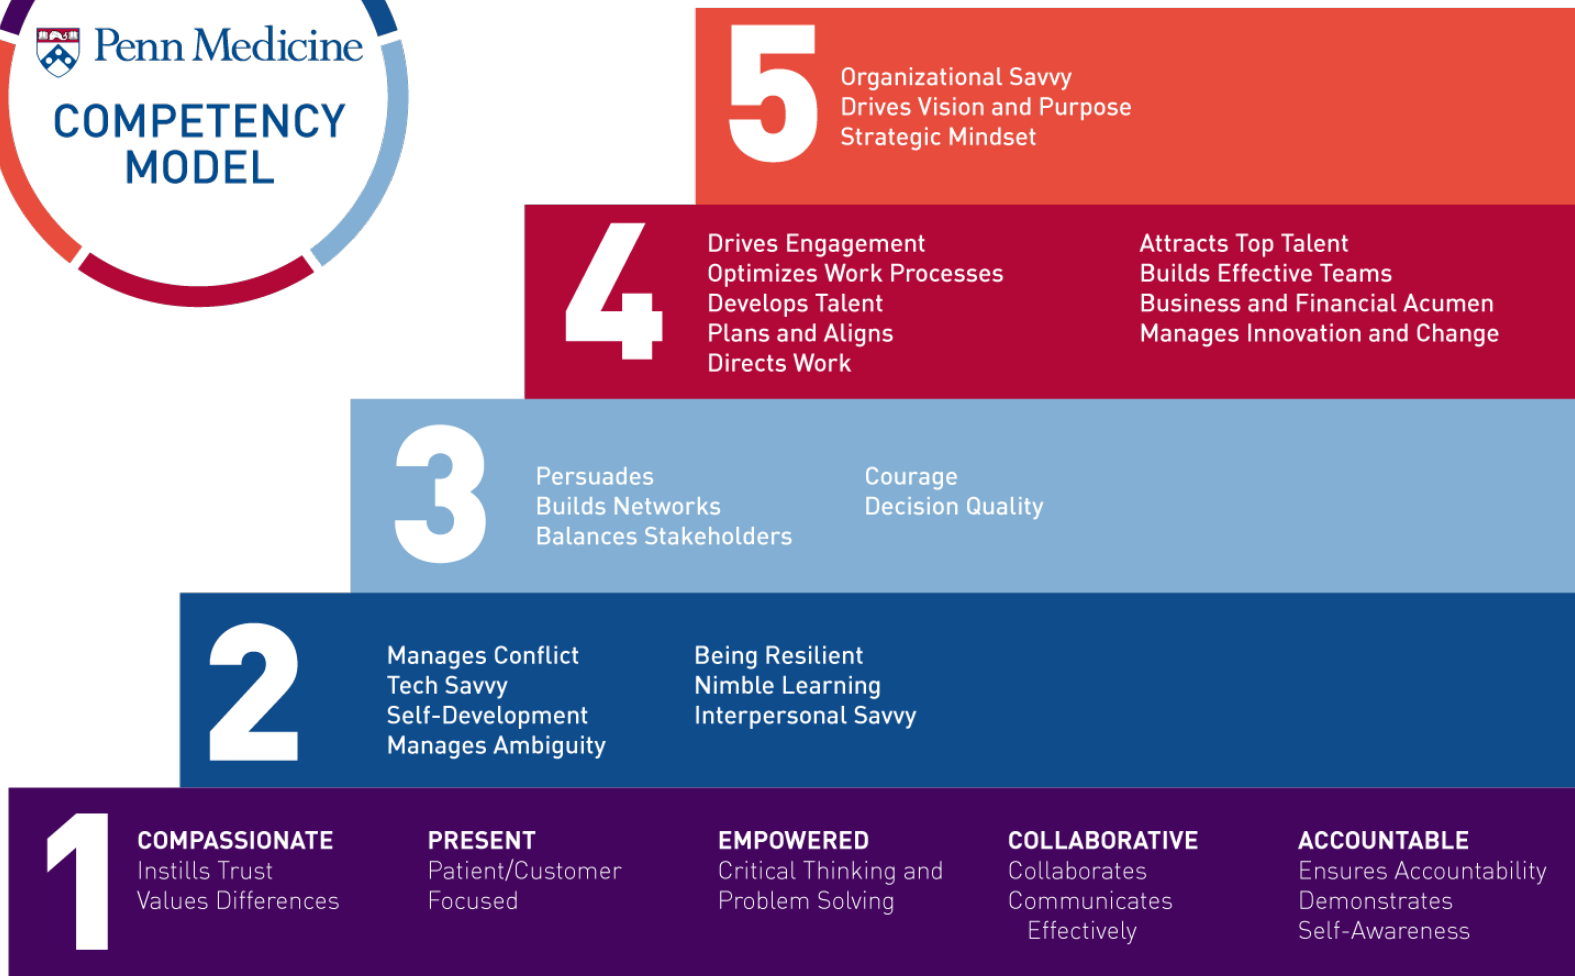 Penn Medicine
COMPETENCY
MODEL
5
Organizational Savvy
Drives Vision and Purpose
Strategic Mindset
4
Drives Engagement
Optimizes Work Processes
Develops Talent
Plans and Aligns
Directs Work
Attracts Top Talent
Builds Effective Teams
Business and Financial Acumen
Manages Innovation and Change
3
Persuades
Builds Networks
Balances Stakeholders
Courage
Decision Quality
2
Manages Conflict
Tech Savvy
Self-Development
Manages Ambiguity
Being Resilient
Nimble Learning
Interpersonal Savvy
1
COMPASSIONATE
Instills Trust
Values Differences
PRESENT
Patient/Customer
Focused
EMPOWERED
Critical Thinking and
Problem Solving
COLLABORATIVE
Collaborates
Communicates
Effectively
ACCOUNTABLE
Ensures Accountability
Demonstrates
Self-Awareness